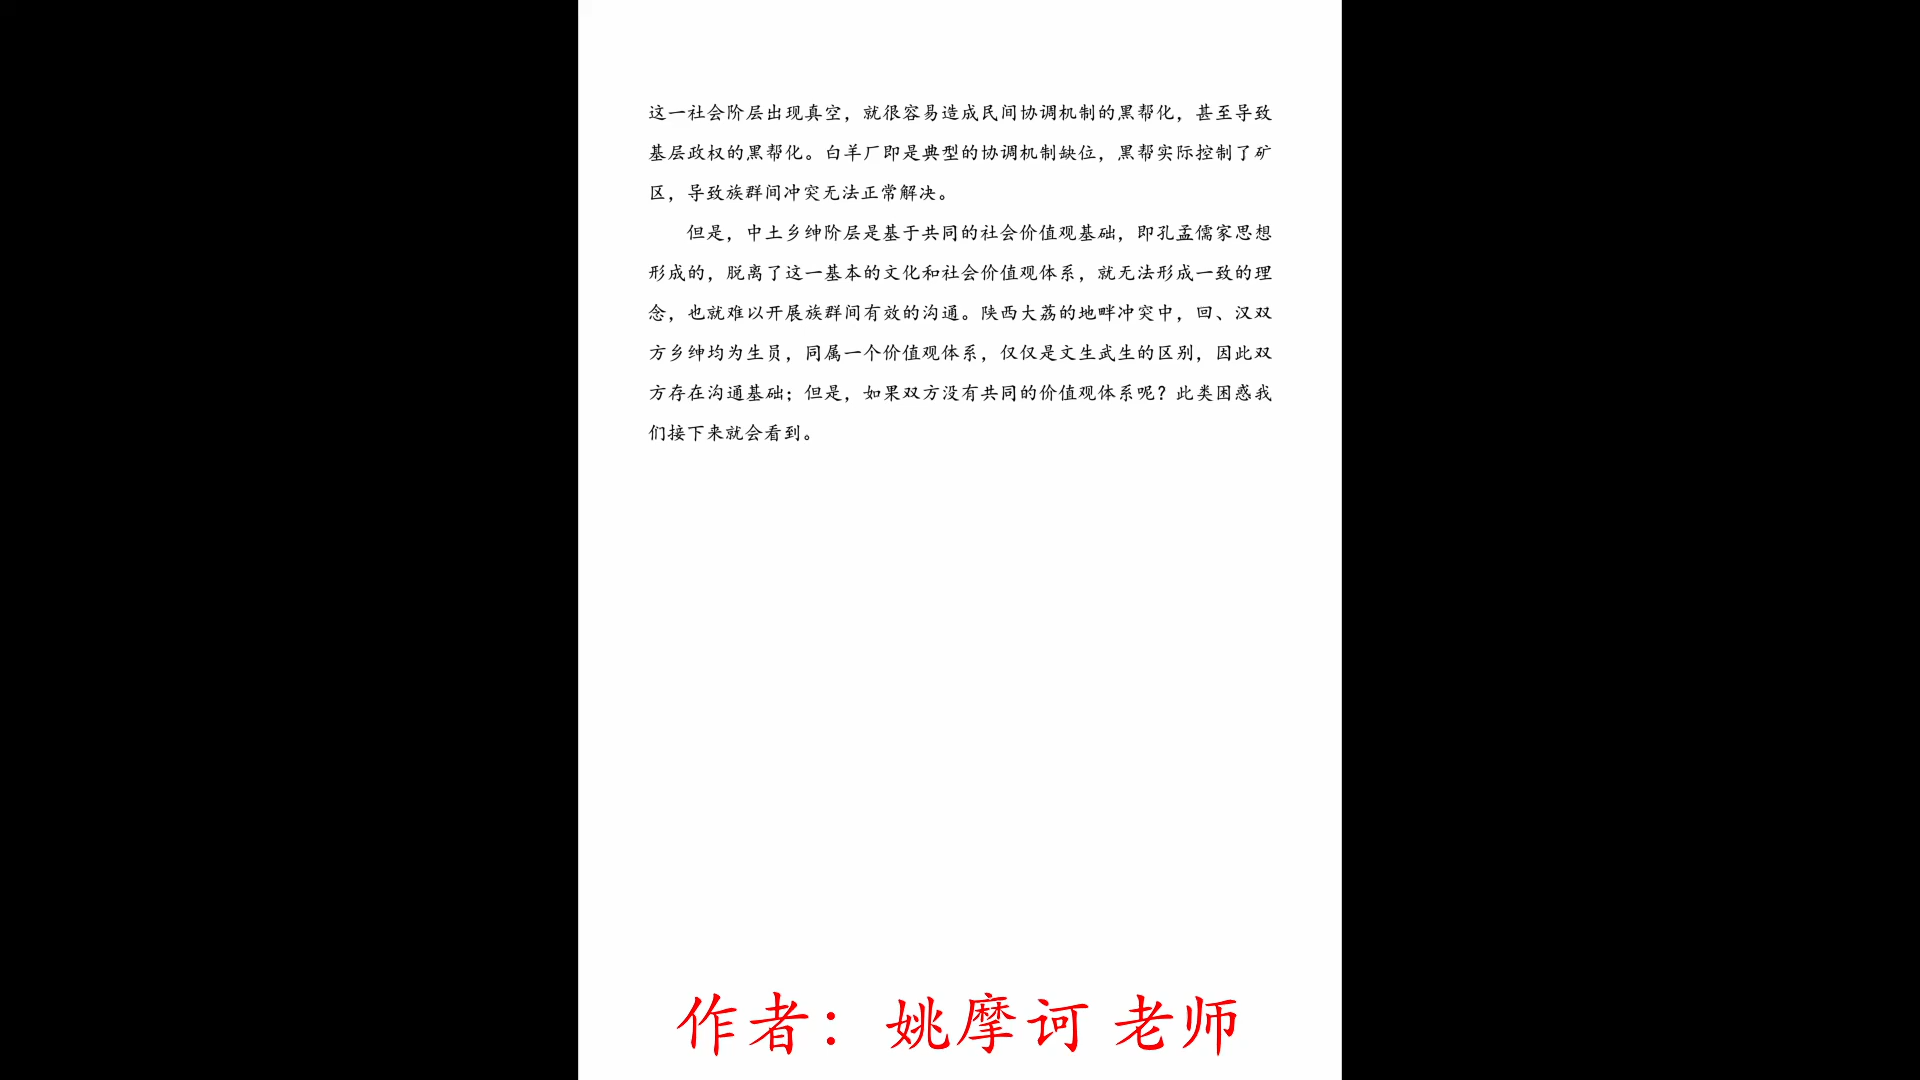 这一社会阶层出现真空，就很容易造成民间协调机制的黑帮化，甚至导致
基层政权的黑帮化。白羊厂即是典型的协调机制缺位，黑帮实际控制了矿
区，导致族群间冲突无法正常解决。
但是，中土乡绅阶层是基于共同的社会价值观基础，即孔孟儒家思想
形成的，脱离了这一基本的文化和社会价值观体系，就无法形成一致的理
念，也就难以开展族群间有效的沟通。陕西大荔的地畔冲突中，回、汉双
方乡绅均为生员，同属一个价值观体系，仅仅是文生武生的区别，因此双
方存在沟通基础；但是，如果双方没有共同的价值观体系呢？此类困惑我
们接下来就会看到。
作者：姚摩诃 老师